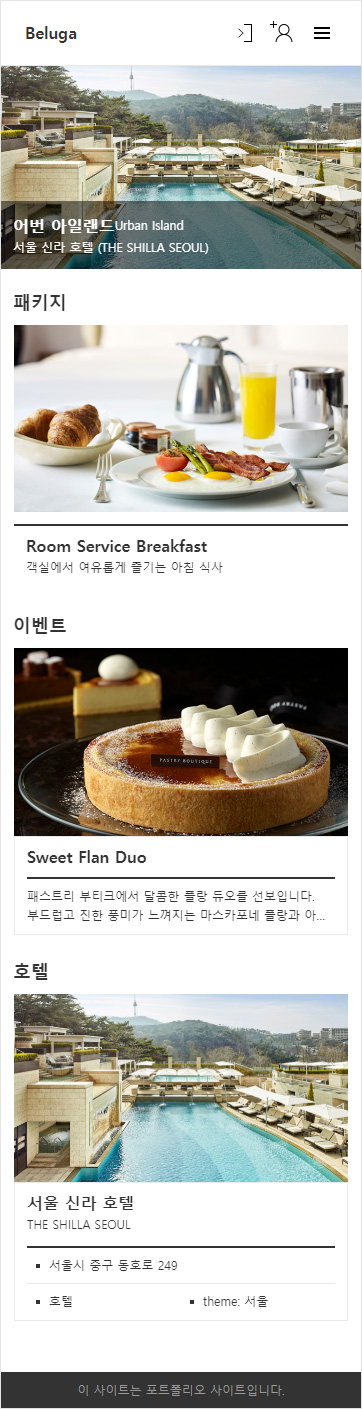 Beluga
어번 아일랜드Urban Island
서울 신라 호텔 (THE SHILLA SEOUL)
패키지
Room Service Breakfast
객실에서 여유롭게 즐기는 아침 식사
이벤트
PASTRY BOUTIQUE
Sweet Flan Duo
패스트리 부티크에서 달콤한 플랑 듀오를 선보입니다.
부드럽고 진한 풍미가 느껴지는 마스카포네 플랑과 아...
호텔
서울 신라 호텔
THE SHILLA SEOUL
서울시 중구 동호로 249
호텔
theme: 서울
이 사이트는 포트폴리오 사이트입니다.